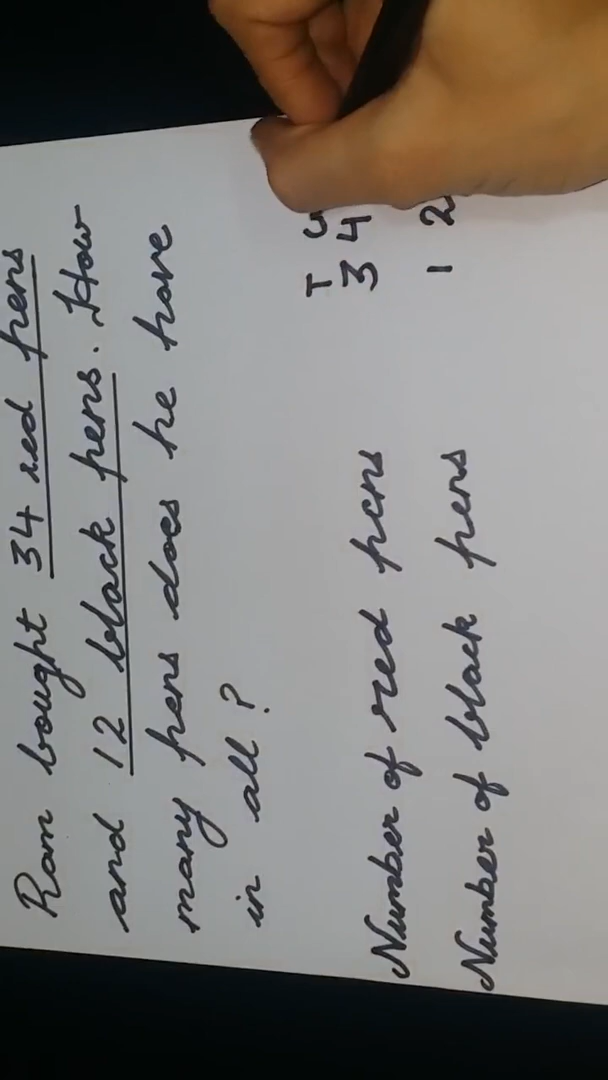 Ram bought 34 red pens
and 12 black pens. How
many pens does he have
in all?
T
Number of red pens 3 4
Number of black pens 1 2